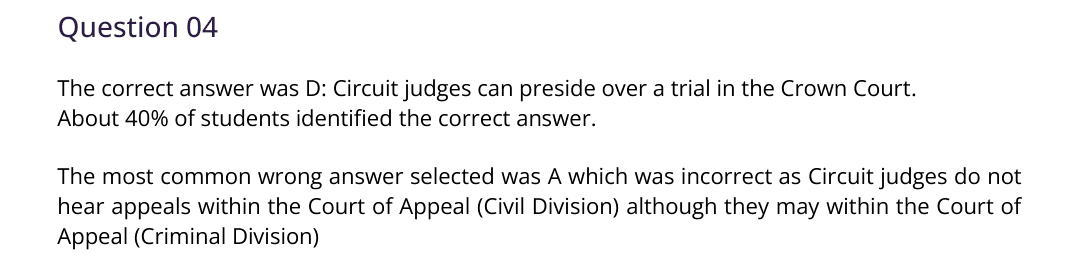 Question 04
The correct answer was D: Circuit judges can preside over a trial in the Crown Court.
About 40% of students identified the correct answer.
The most common wrong answer selected was A which was incorrect as Circuit judges do not
hear appeals within the Court of Appeal (Civil Division) although they may within the Court of
Appeal (Criminal Division)